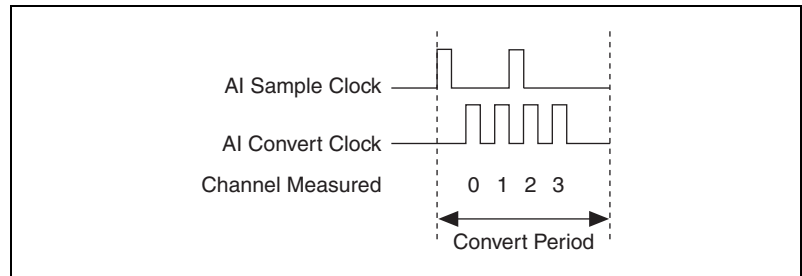 AI Sample Clock
AI Convert Clock
Channel Measured 0 1 2 3
Convert Period